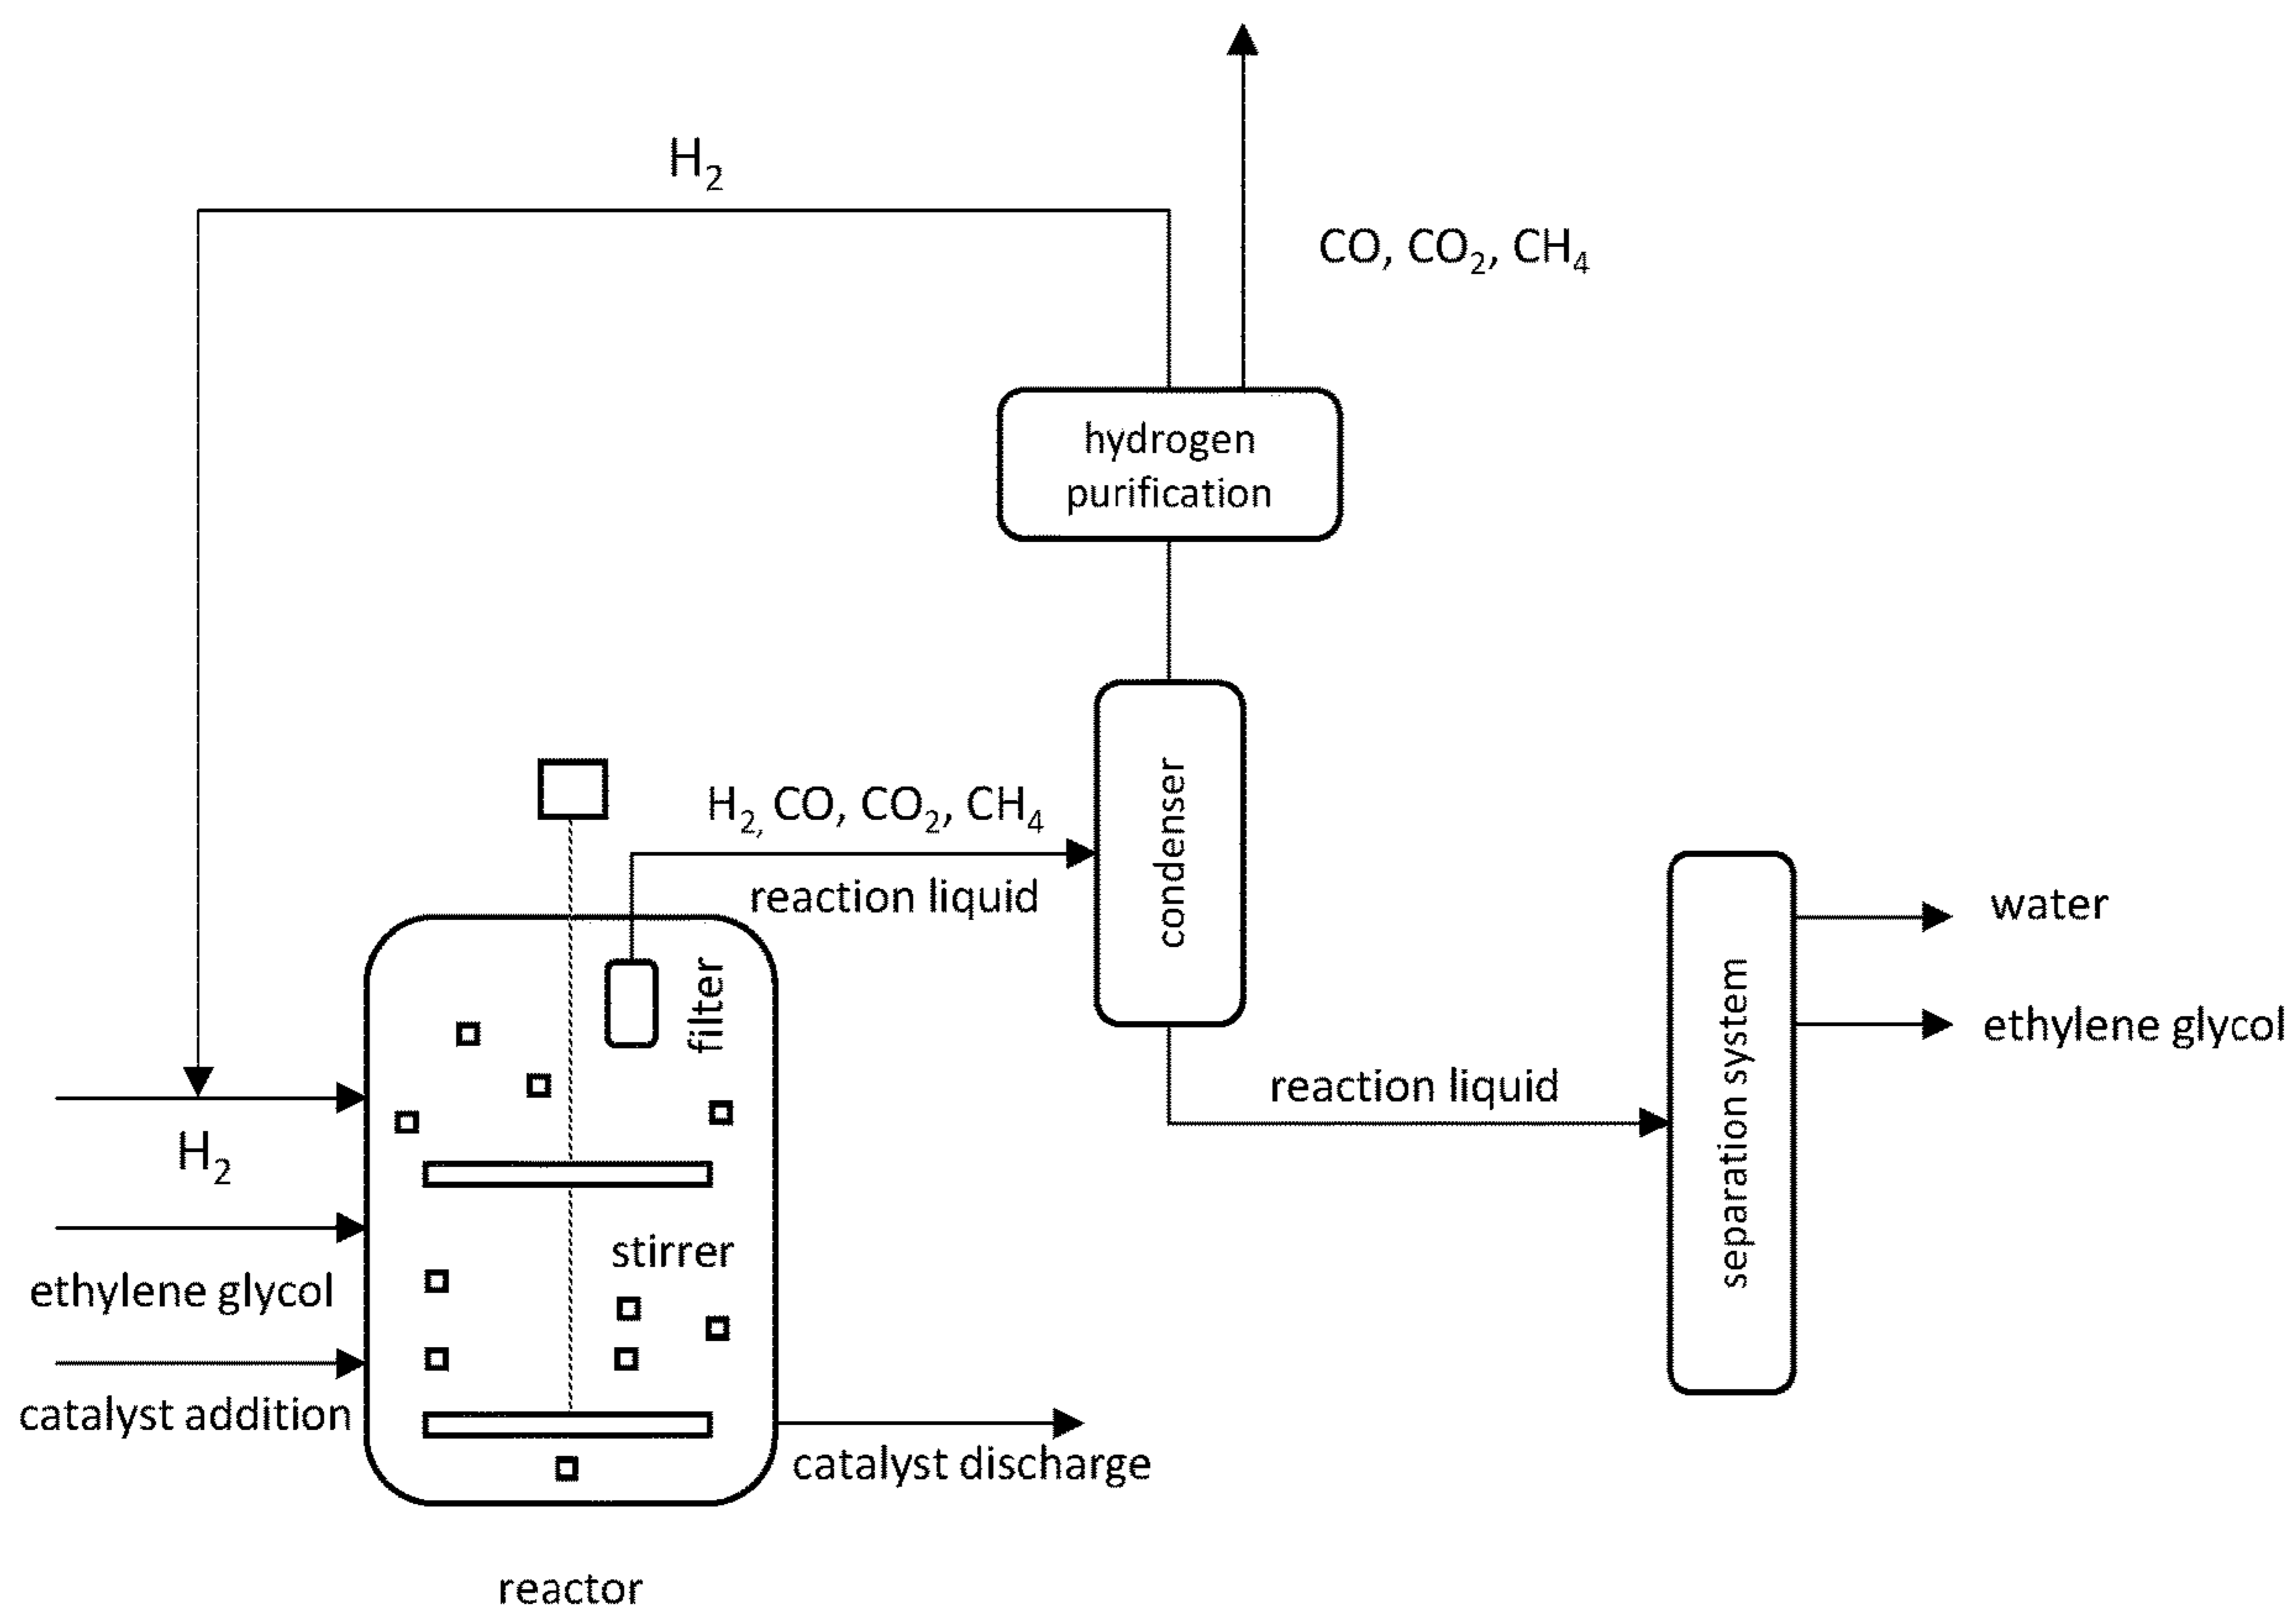 H2
CO, CO2, CH4
hydrogen
purification
H2, CO, CO2, CH4
reaction liquid
condenser
filter
water
ethylene glycol
separation system
reaction liquid
H2
stirrer
ethylene glycol
catalyst addition
catalyst discharge
reactor